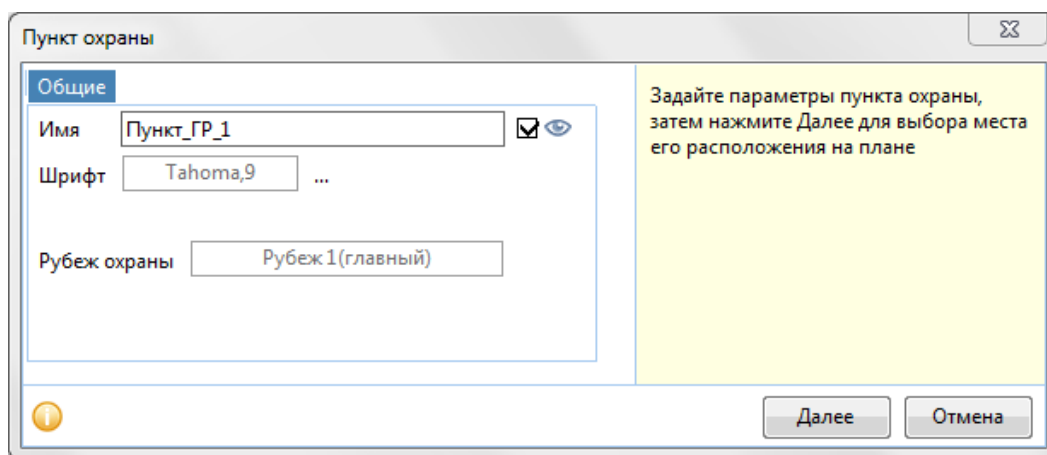 Пункт охраны
Общие
Имя Пункт_ГР_1
Шрифт Tahoma,9 ...
Рубеж охраны Рубеж 1(главный)
Задайте параметры пункта охраны,
затем нажмите Далее для выбора места
его расположения на плане
Далее Отмена